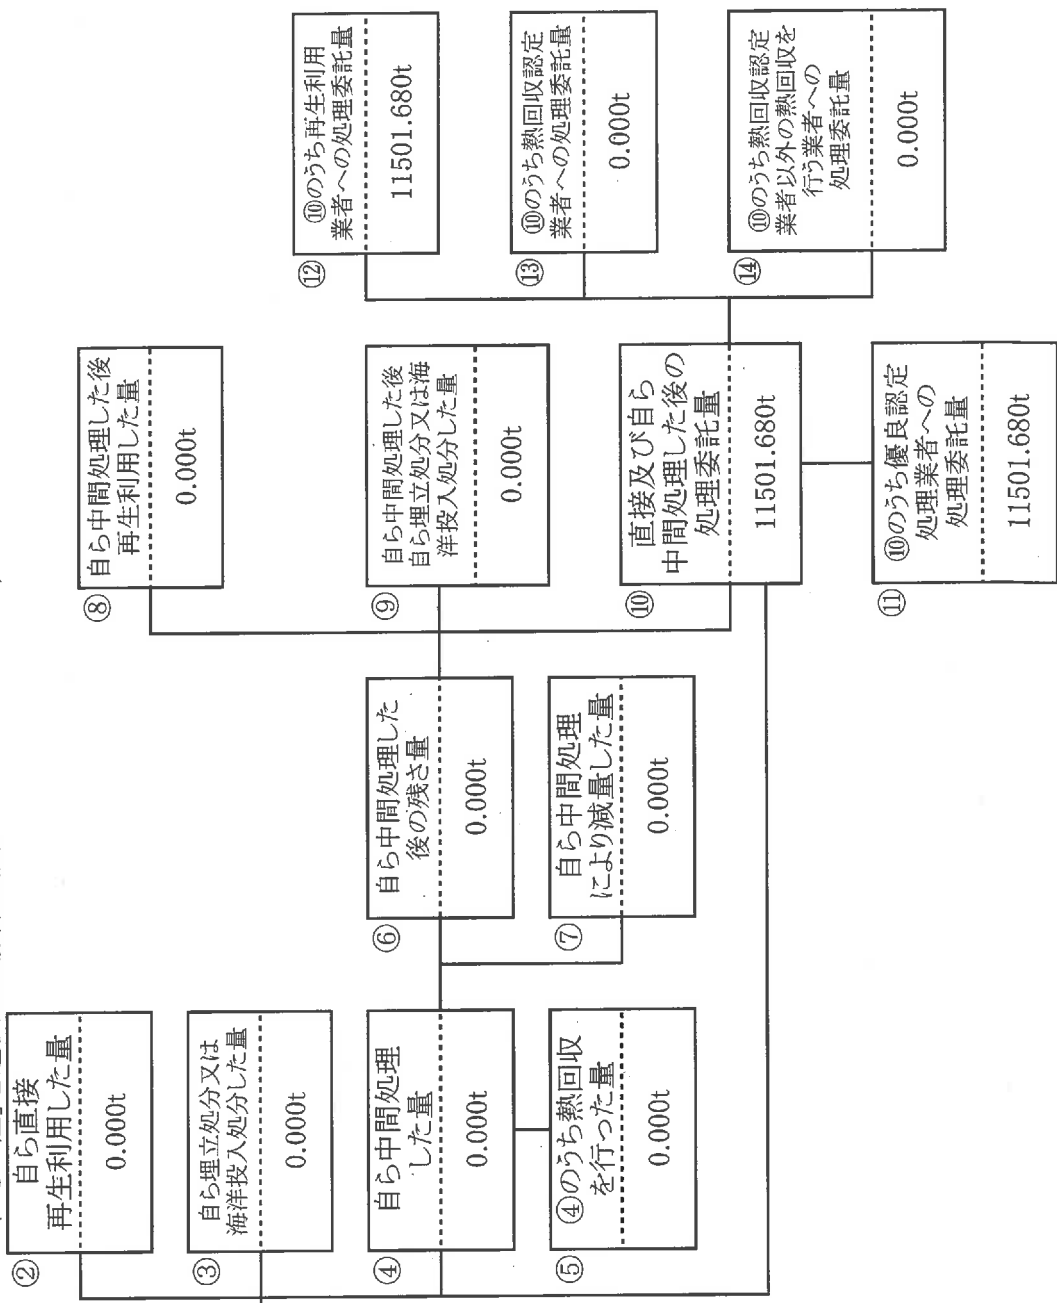 ②
自ら直接
再生利用した量
0.000t
③
自ら埋立処分又は
海洋投入処分した量
0.000t
④
自ら中間処理
した量
0.000t
⑤
④のうち熱回収
を行った量
0.000t
⑥
自ら中間処理した
後の残さ量
0.000t
⑦
自ら中間処理
により減量した量
0.000t
⑧
自ら中間処理した後
再生利用した量
0.000t
⑨
自ら中間処理した後
自ら埋立処分又は海
洋投入処分した量
0.000t
⑩
直接及び自ら
中間処理した後の
処理委託量
11501.680t
⑪
⑩のうち優良認定
処理業者への
処理委託量
11501.680t
⑫
⑩のうち再生利用
業者への処理委託量
11501.680t
⑬
⑩のうち熱回収認定
業者への処理委託量
0.000t
⑭
⑩のうち熱回収認定
業者以外の熱回収を
行う業者への
処理委託量
0.000t